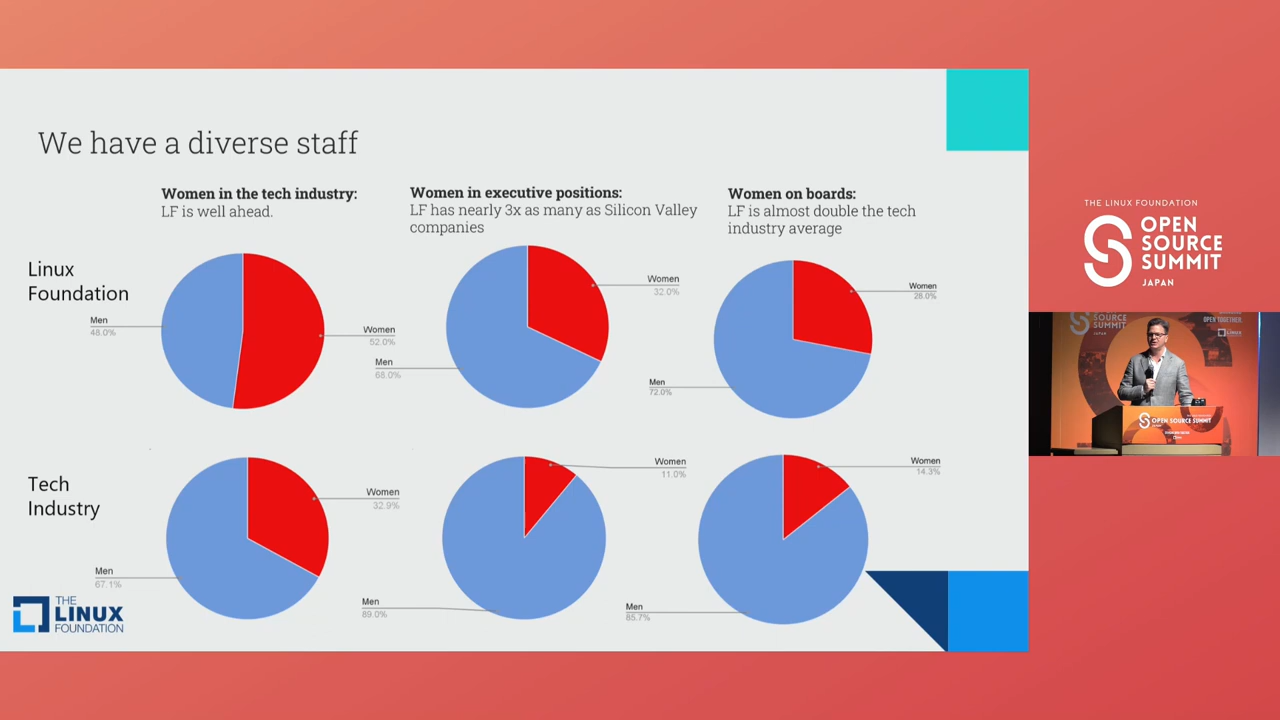 We have a diverse staff
Women in the tech industry:
LF is well ahead.
Women in executive positions:
LF has nearly 3x as many as Silicon Valley
companies
Women on boards:
LF is almost double the tech
industry average
Linux
Foundation
Men
48.0%
Women
52.0%
Women
32.0%
Men
68.0%
Women
28.0%
Men
72.0%
Tech
Industry
Women
32.9%
Men
67.1%
Women
11.0%
Men
89.0%
Women
14.3%
Men
85.7%
THE
LINUX
FOUNDATION
THE LINUX FOUNDATION
OPEN
SOURCE
SUMMIT
JAPAN
SOURCE
SUMMIT
OPEN TOGETHER.
OPEN SOURCE SUMMIT